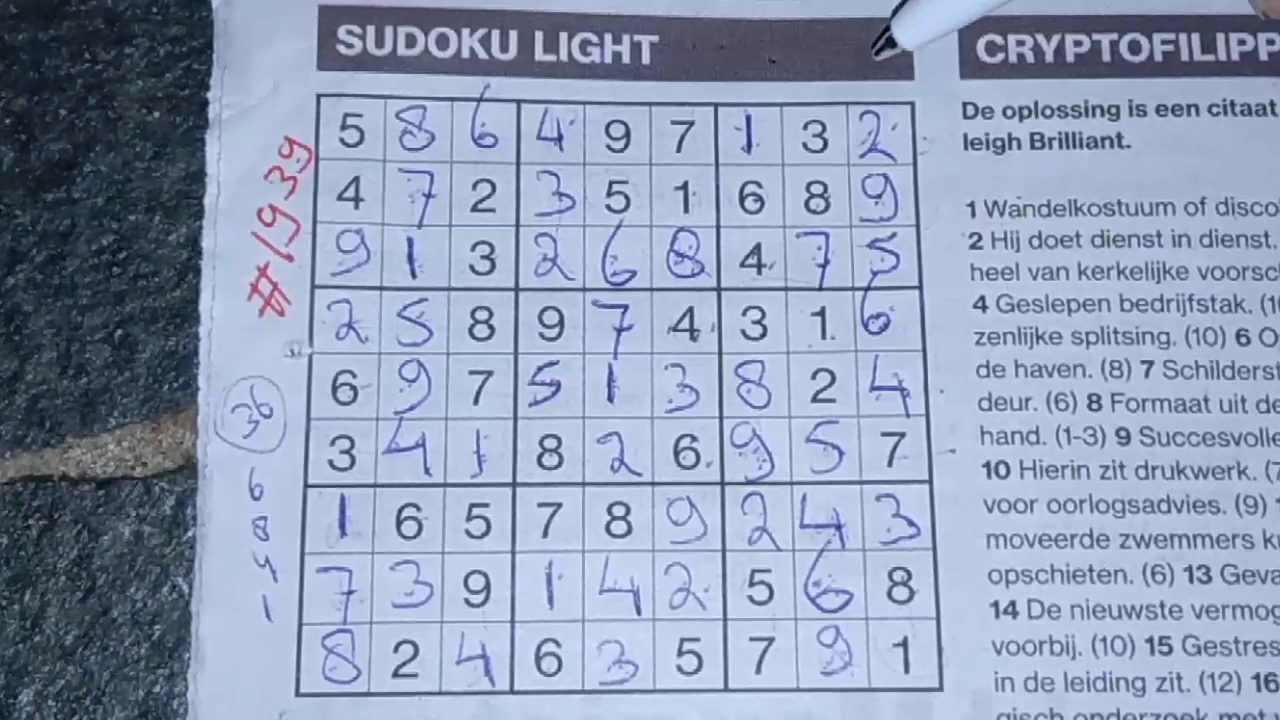 SUDOKU LIGHT
CRYPTOFILIPP
De oplossing is een citaat
leigh Brilliant.
#1939
5 8 6 4 9 7 1 3 2
4 7 2 3 5 1 6 8 9
9 1 3 2 6 8 4 7 5
2 5 8 9 7 4 3 1 6
6 9 7 5 1 3 8 2 4
3 4 1 8 2 6 9 5 7
1 6 5 7 8 9 2 4 3
7 3 9 1 4 2 5 6 8
8 2 4 6 3 5 7 9 1
36
6
8
4
1
1 Wandelkostuum of disco
2 Hij doet dienst in dienst.
heel van kerkelijke voorsc
4 Geslepen bedrijfstak. (1
zenlijke splitsing. (10) 6 O
de haven. (8) 7 Schilderst
deur. (6) 8 Formaat uit de
hand. (1-3) 9 Succesvolle
10 Hierin zit drukwerk. (7
voor oorlogsadvies. (9)
moveerde zwemmers k
opschieten. (6) 13 Geva
14 De nieuwste vermog
voorbij. (10) 15 Gestres
in de leiding zit. (12) 16
gisch onderzoek met